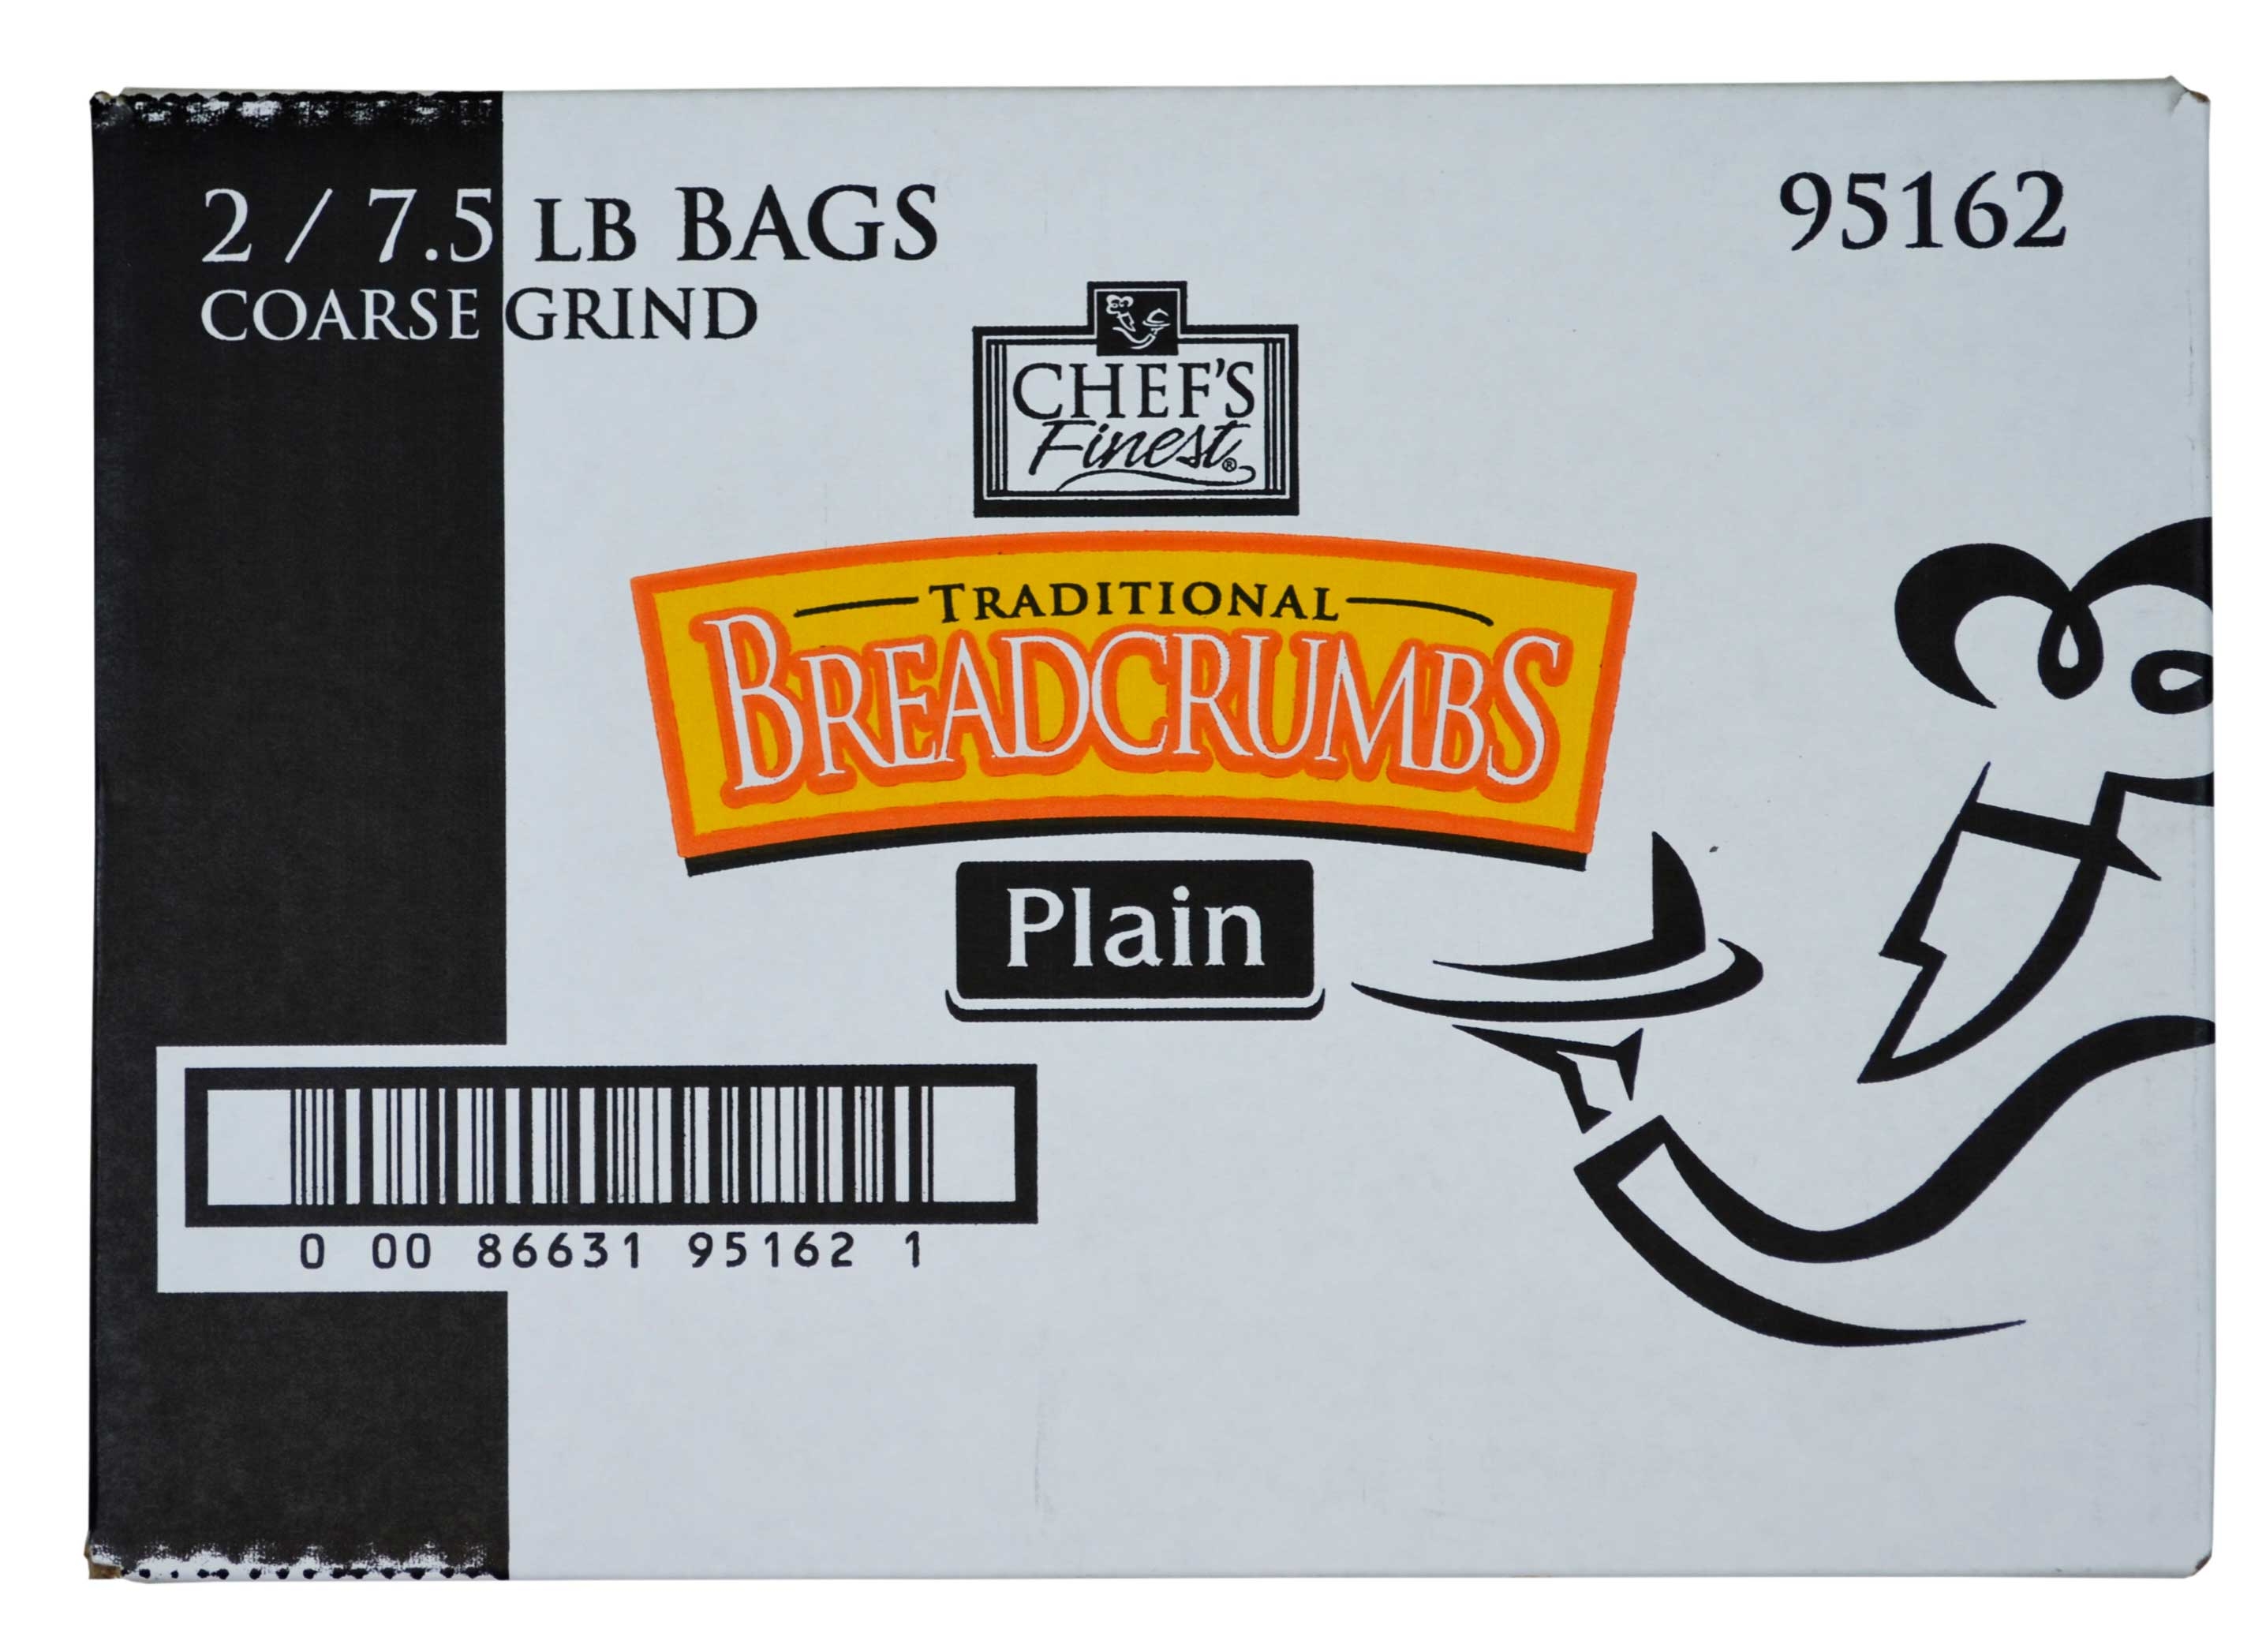 2 / 7.5 LB BAGS
COARSE GRIND
95162
CHEF'S
Finest®
TRADITIONAL
BREADCRUMBS
Plain
0 00 86631 95162 1